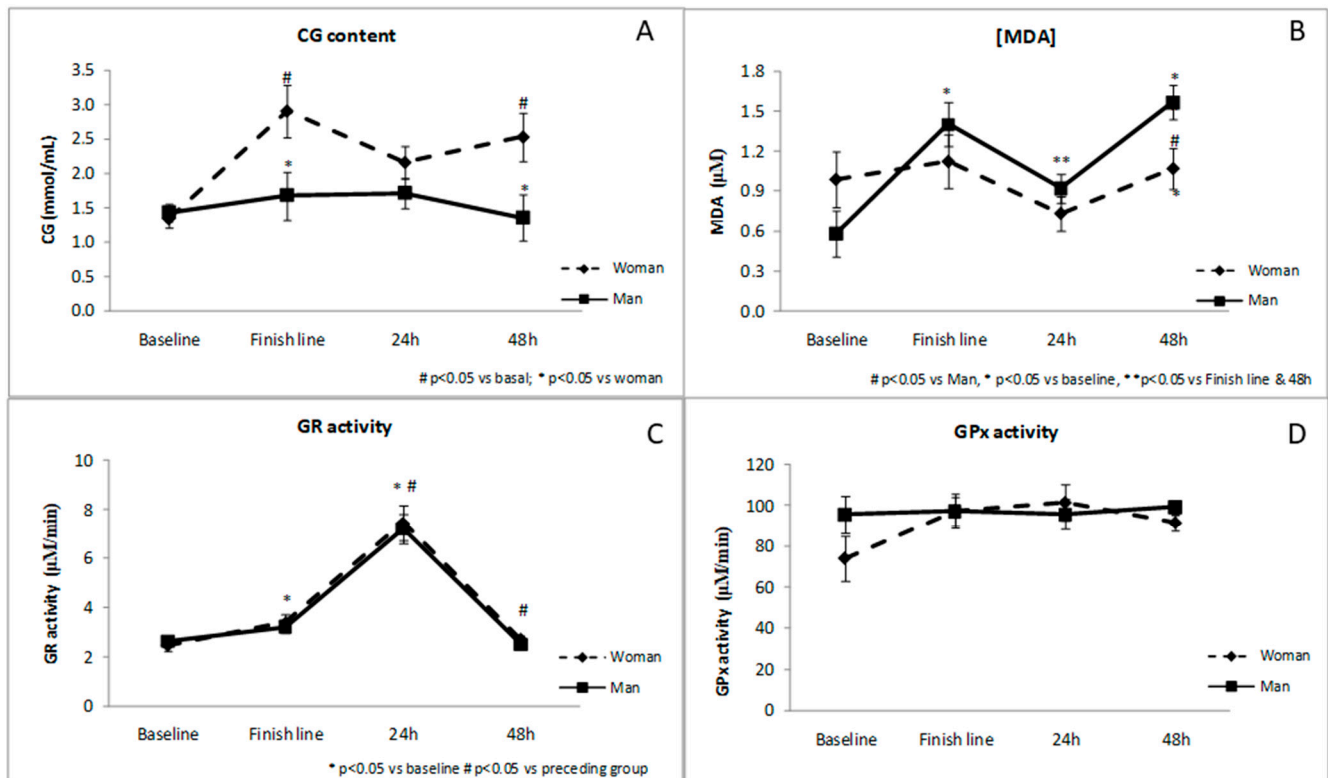 CG content
A
3.5
3.0
2.5
2.0
1.5
1.0
0.5
0.0
CG (mmol/mL)
#
#
*
*
Woman
Man
Baseline Finish line 24h 48h
# p<0.05 vs basal; * p<0.05 vs woman
[MDA]
B
1.8
1.5
1.2
0.9
0.6
0.3
0.0
MDA (μM)
*
*
**
#
*
Woman
Man
Baseline Finish line 24h 48h
# p<0.05 vs Man, * p<0.05 vs baseline, **p<0.05 vs Finish line & 48h
GR activity
C
10
8
6
4
2
0
GR activity (μM/min)
* #
*
#
Woman
Man
Baseline Finish line 24h 48h
* p<0.05 vs baseline # p<0.05 vs preceding group
GPx activity
D
120
100
80
60
40
20
0
GPx activity (μM/min)
Woman
Man
Baseline Finish line 24h 48h